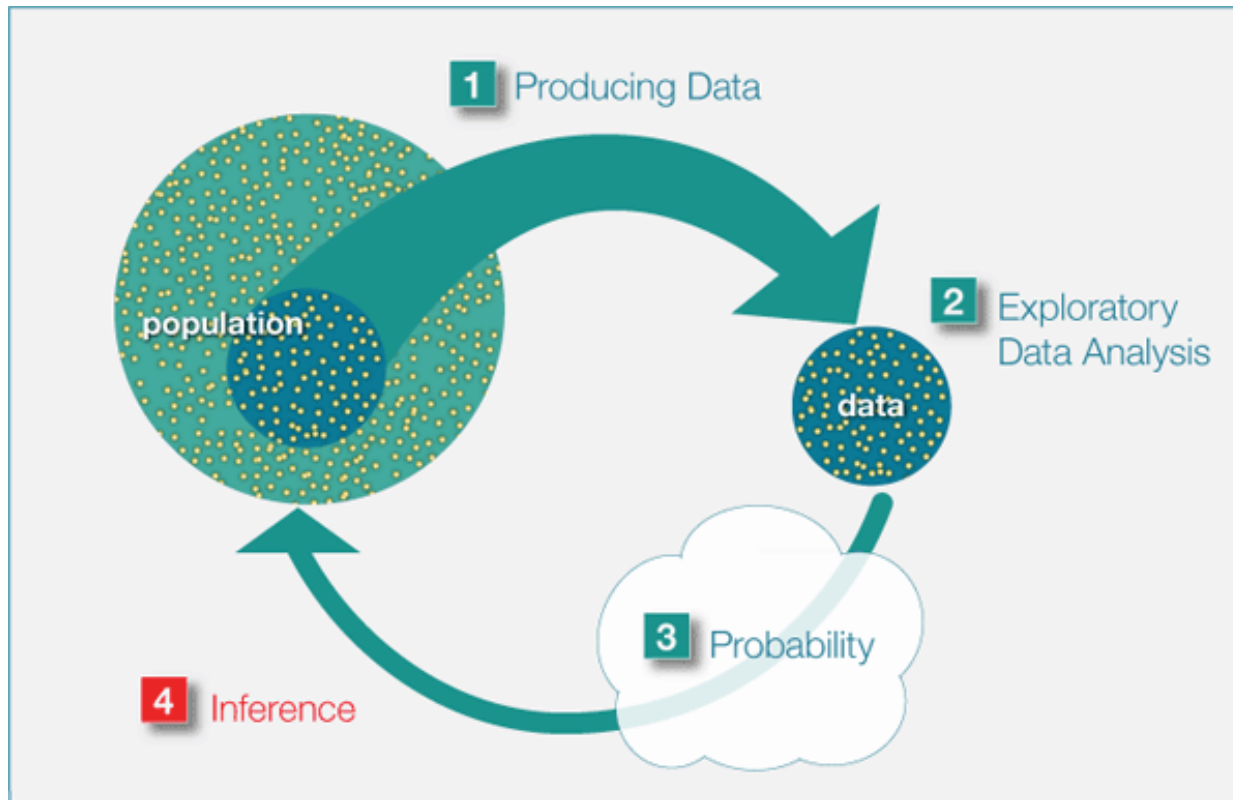 1 Producing Data
population
2 Exploratory
Data Analysis
data
3 Probability
4 Inference